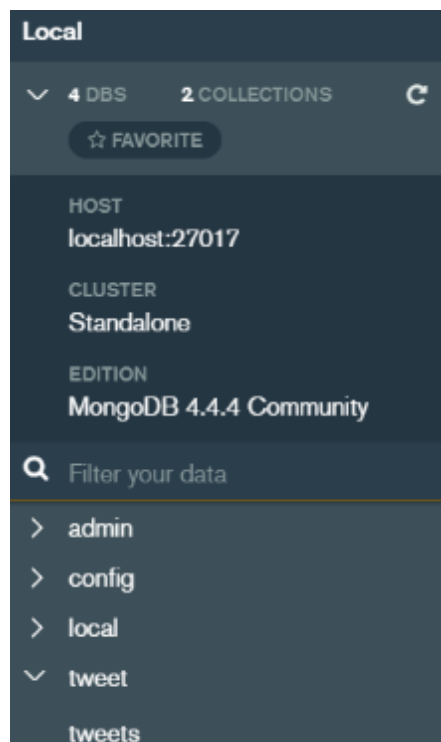 Local
4 DBS 2 COLLECTIONS
FAVORITE
HOST
localhost:27017
CLUSTER
Standalone
EDITION
MongoDB 4.4.4 Community
Filter your data
admin
config
local
tweet
tweets